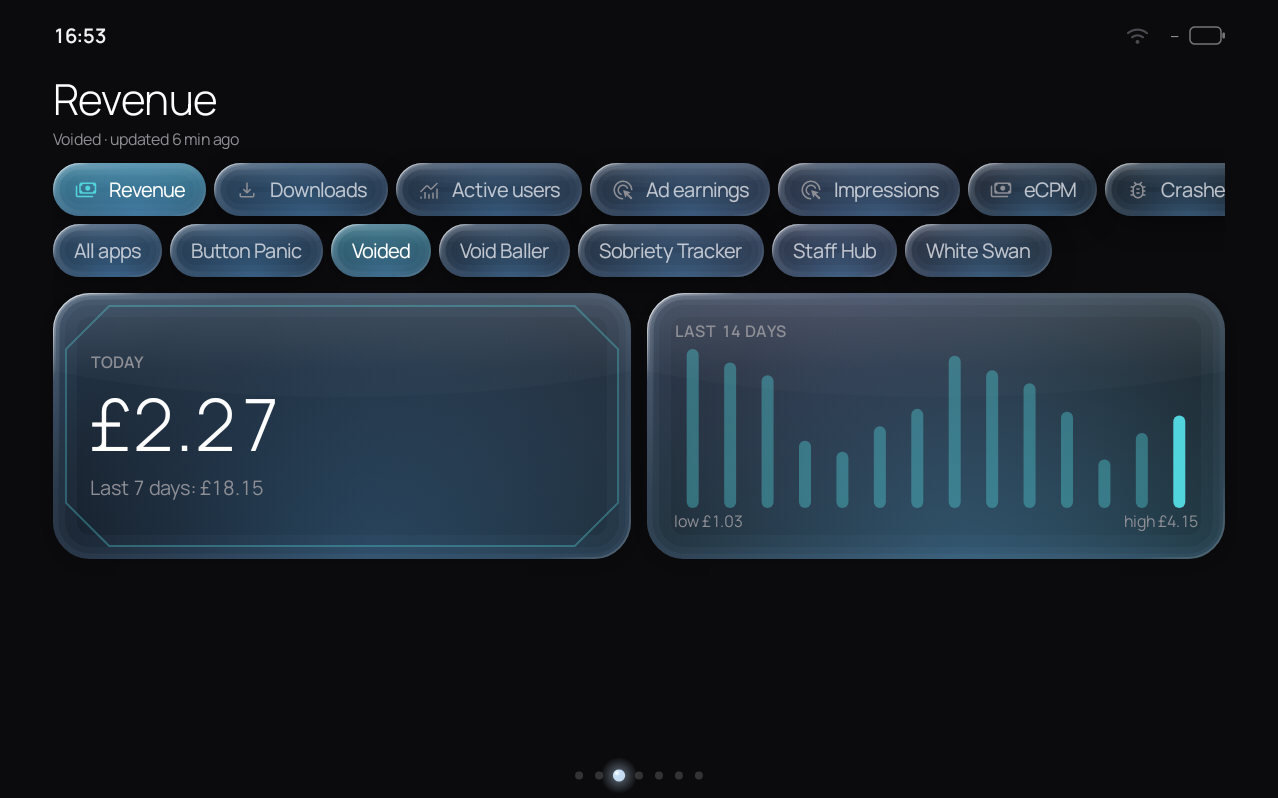 16:53
–
Revenue
Voided · updated 6 min ago
Revenue Downloads Active users Ad earnings Impressions eCPM Crashe
All apps Button Panic Voided Void Baller Sobriety Tracker Staff Hub White Swan
TODAY
£2.27
Last 7 days: £18.15
LAST 14 DAYS
low £1.03 high £4.15